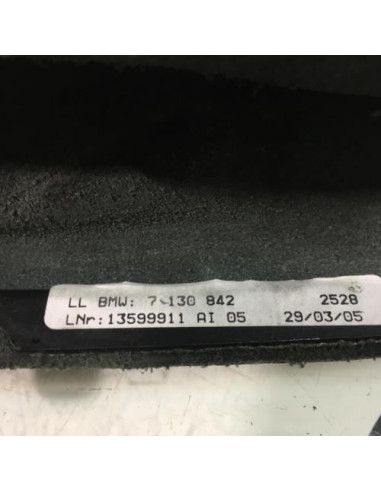 LL BMW: 7 130 842 2528
LNr:13599911 AI 05 29/03/05